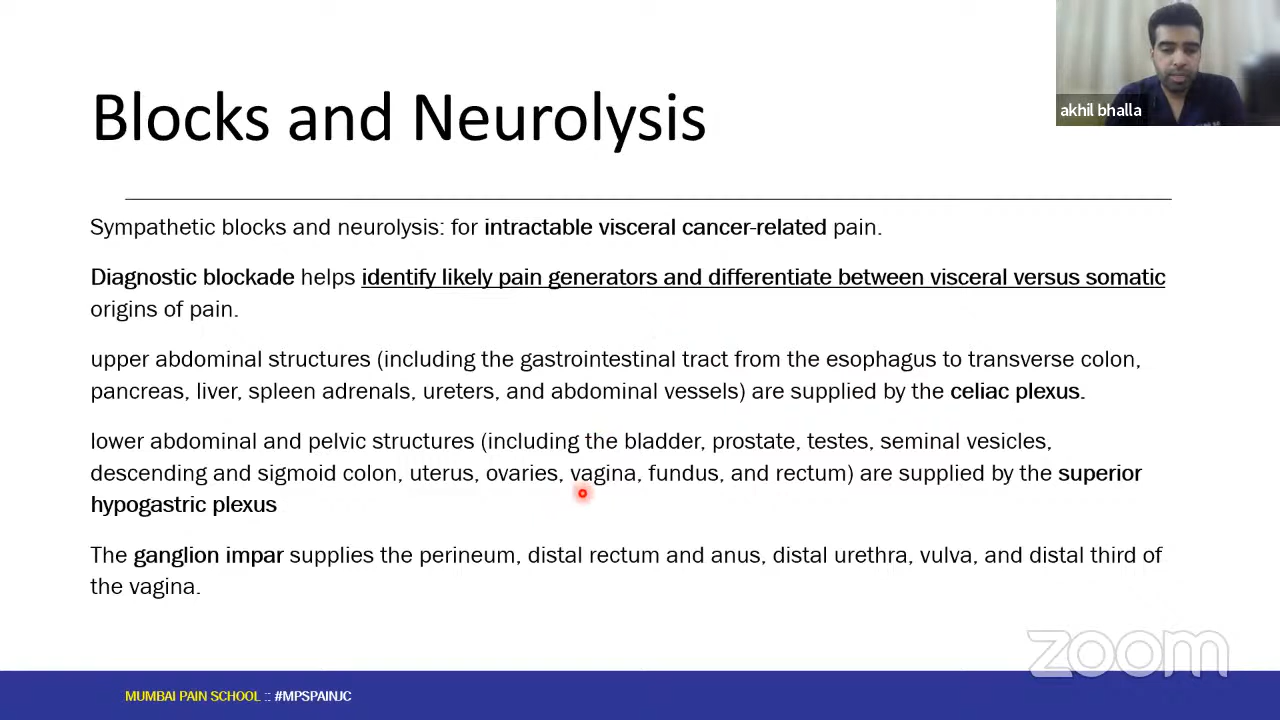 akhil bhalla
Blocks and Neurolysis
Sympathetic blocks and neurolysis: for intractable visceral cancer-related pain.
Diagnostic blockade helps identify likely pain generators and differentiate between visceral versus somatic
origins of pain.
upper abdominal structures (including the gastrointestinal tract from the esophagus to transverse colon,
pancreas, liver, spleen adrenals, ureters, and abdominal vessels) are supplied by the celiac plexus.
lower abdominal and pelvic structures (including the bladder, prostate, testes, seminal vesicles,
descending and sigmoid colon, uterus, ovaries, vagina, fundus, and rectum) are supplied by the superior
hypogastric plexus
The ganglion impar supplies the perineum, distal rectum and anus, distal urethra, vulva, and distal third of
the vagina.
zoom
MUMBAI PAIN SCHOOL :: #MPSPAINJC